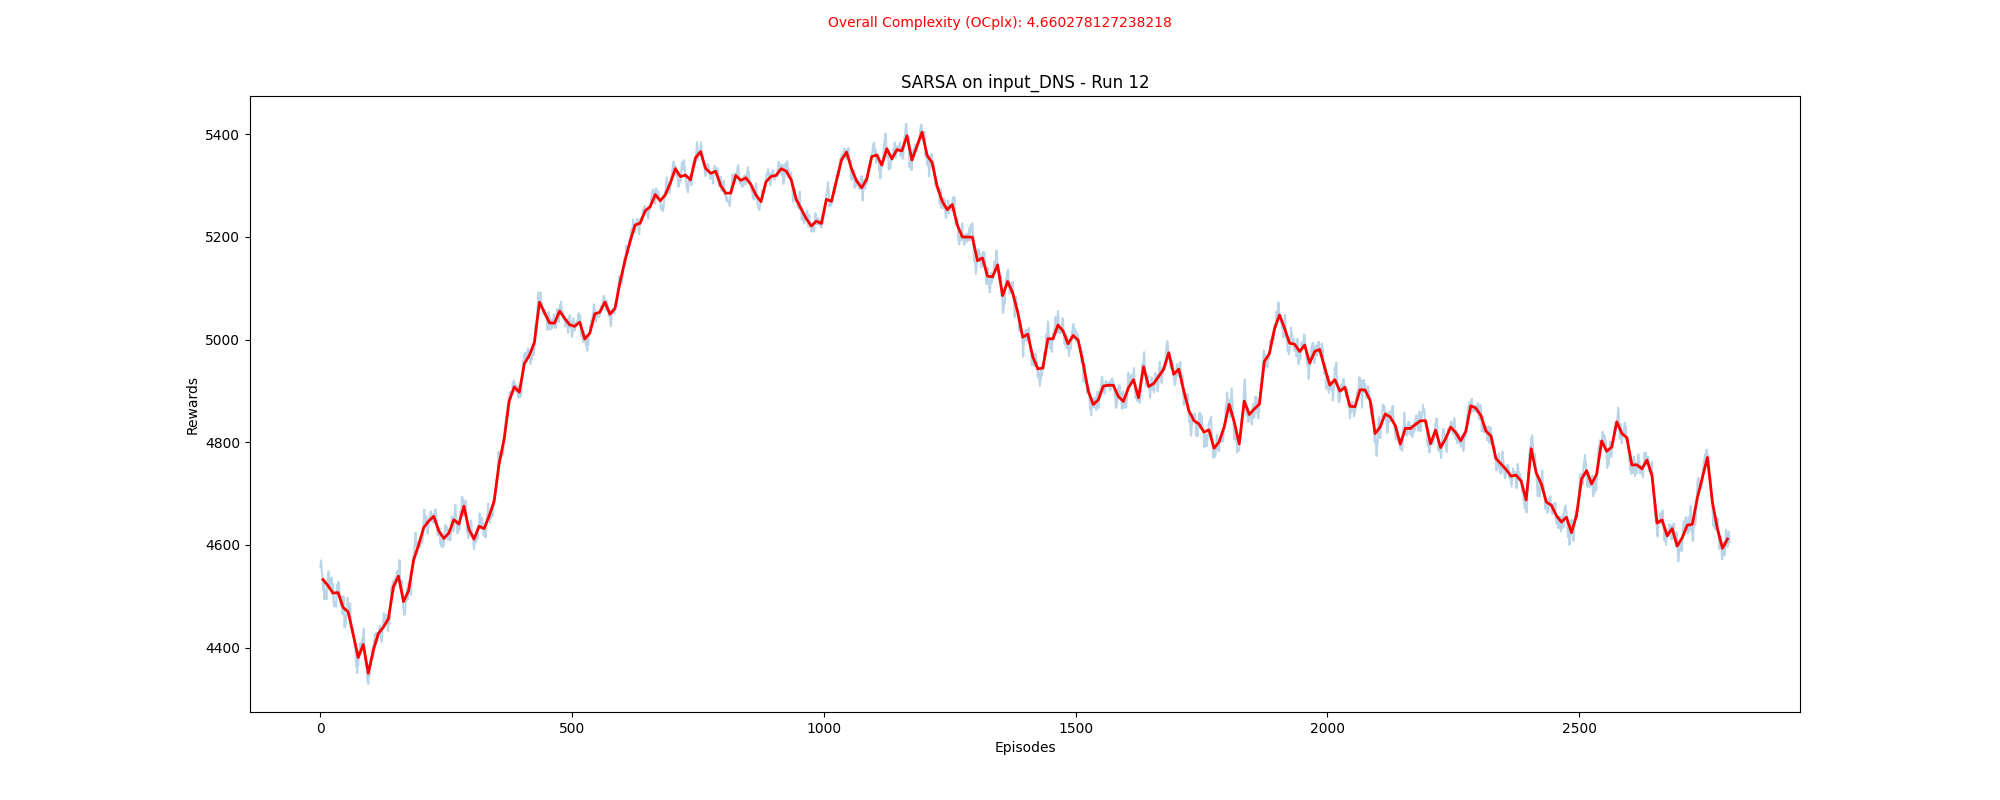 Overall Complexity (OCplx): 4.660278127238218
SARSA on input_DNS - Run 12
Rewards
5400
5200
5000
4800
4600
4400
0 500 1000 1500 2000 2500
Episodes